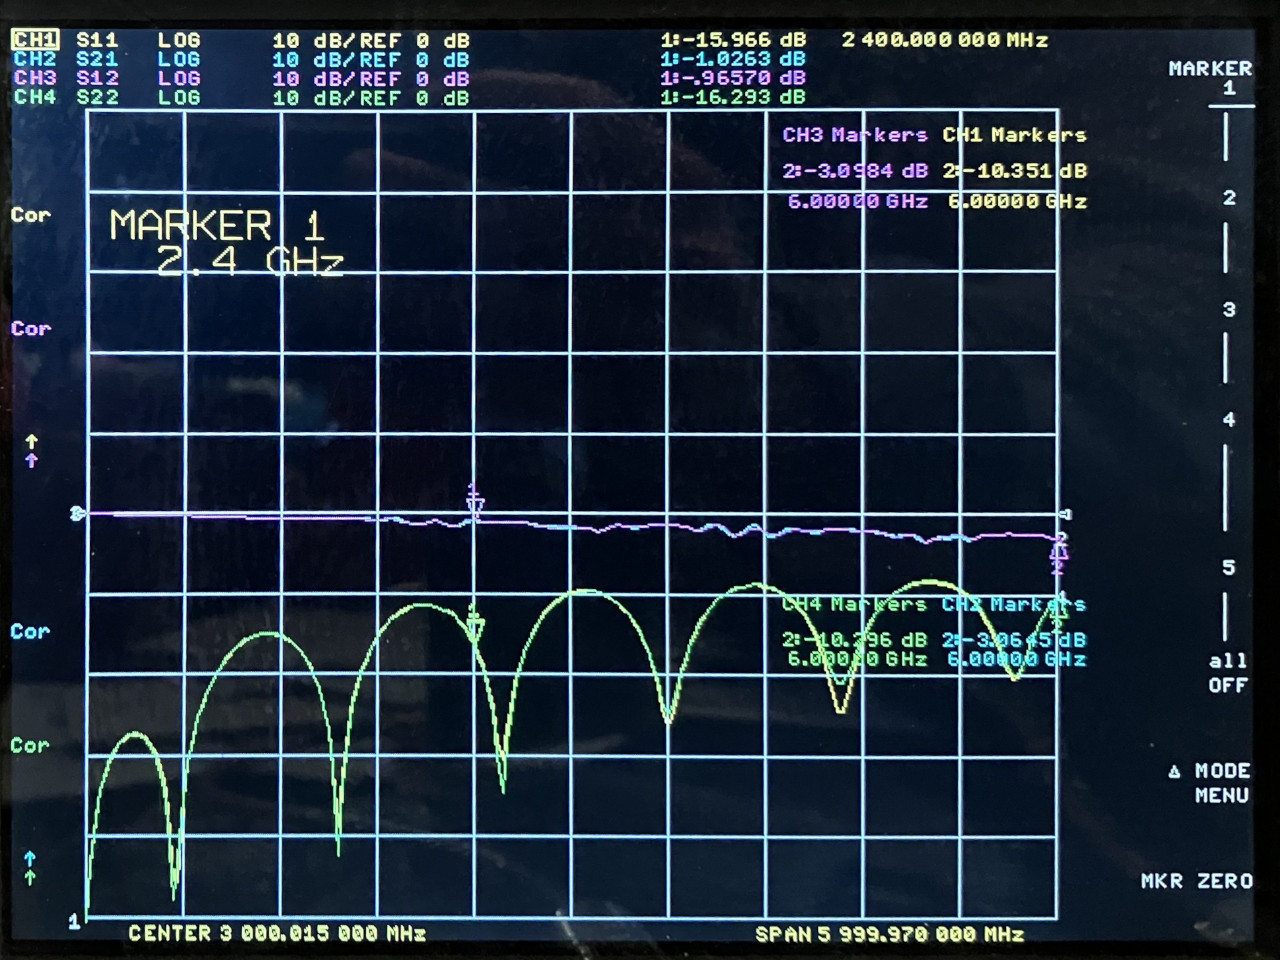 CH1 S11 LOG 10 dB/REF 0 dB 1:-15.966 dB 2 400.000 000 MHz
CH2 S21 LOG 10 dB/REF 0 dB 1:-1.0263 dB
CH3 S12 LOG 10 dB/REF 0 dB 1:-.96570 dB
CH4 S22 LOG 10 dB/REF 0 dB 1:-16.293 dB
MARKER
1
CH3 Markers CH1 Markers
2:-3.0984 dB 2:-10.351 dB
6.00000 GHz 6.00000 GHz
2
Cor
MARKER 1
2.4 GHz
3
Cor
4
1
2
2
5
CH4 Markers CH2 Markers
2:-10.296 dB 2:-3.0645 dB
6.00000 GHz 6.00000 GHz
Cor
all
OFF
Cor
Δ MODE
MENU
MKR ZERO
1
CENTER 3 000.015 000 MHz SPAN 5 999.970 000 MHz